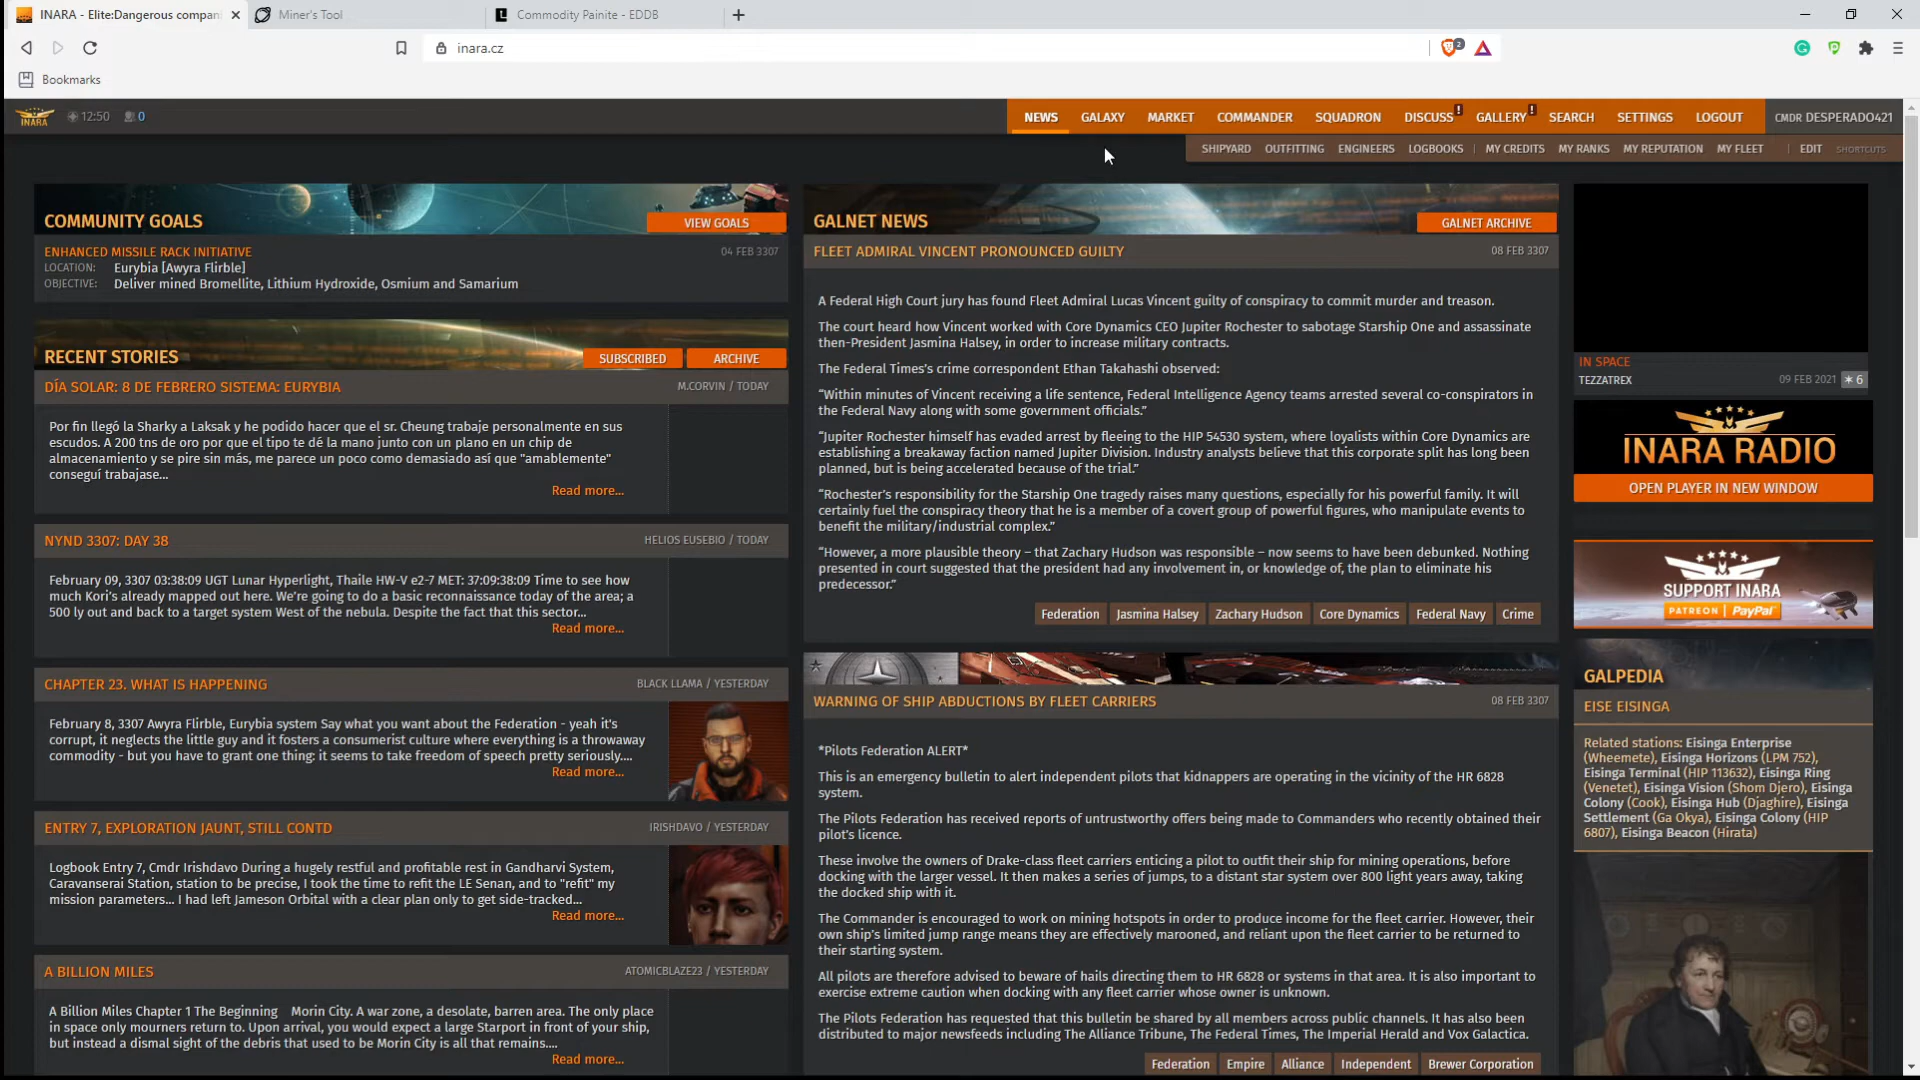 INARA - Elite:Dangerous compan
Miner's Tool
Commodity Painite - EDDB
inara.cz
2
Bookmarks
INARA
12:50
0
NEWS
GALAXY
MARKET
COMMANDER
SQUADRON
DISCUSS
!
GALLERY
!
SEARCH
SETTINGS
LOGOUT
CMDR DESPERADO421
SHIPYARD
OUTFITTING
ENGINEERS
LOGBOOKS
MY CREDITS
MY RANKS
MY REPUTATION
MY FLEET
EDIT
SHORTCUTS
COMMUNITY GOALS
VIEW GOALS
ENHANCED MISSILE RACK INITIATIVE
04 FEB 3307
LOCATION: Eurybia [Awyra Flirble]
OBJECTIVE: Deliver mined Bromellite, Lithium Hydroxide, Osmium and Samarium
RECENT STORIES
SUBSCRIBED
ARCHIVE
DÍA SOLAR: 8 DE FEBRERO SISTEMA: EURYBIA
M.CORVIN / TODAY
Por fin llegó la Sharky a Laksak y he podido hacer que el sr. Cheung trabaje personalmente en sus
escudos. A 200 tns de oro por que el tipo te dé la mano junto con un plano en un chip de
almacenamiento y se pire sin más, me parece un poco como demasiado así que "amablemente"
conseguí trabajase...
Read more...
NYND 3307: DAY 38
HELIOS EUSEBIO / TODAY
February 09, 3307 03:38:09 UGT Lunar Hyperlight, Thaile HW-V e2-7 MET: 37:09:38:09 Time to see how
much Kori's already mapped out here. We're going to do a basic reconnaissance today of the area; a
500 ly out and back to a target system West of the nebula. Despite the fact that this sector...
Read more...
CHAPTER 23. WHAT IS HAPPENING
BLACK LLAMA / YESTERDAY
February 8, 3307 Awyra Flirble, Eurybia system Say what you want about the Federation - yeah it's
corrupt, it neglects the little guy and it fosters a consumerist culture where everything is a throwaway
commodity - but you have to grant one thing: it seems to take freedom of speech pretty seriously....
Read more...
ENTRY 7, EXPLORATION JAUNT, STILL CONTD
IRISHDAVO / YESTERDAY
Logbook Entry 7, Cmdr Irishdavo During a hugely restful and profitable rest in Gandharvi System,
Caravanserai Station, station to be precise, I took the time to refit the LE Senan, and to "refit" my
mission parameters... I had left Jameson Orbital with a clear plan only to get side-tracked...
Read more...
A BILLION MILES
ATOMICBLAZE23 / YESTERDAY
A Billion Miles Chapter 1 The Beginning Morin City. A war zone, a desolate, barren area. The only place
in space only mourners return to. Upon arrival, you would expect a large Starport in front of your ship,
but instead a dismal sight of the debris that used to be Morin City is all that remains....
Read more...
GALNET NEWS
GALNET ARCHIVE
FLEET ADMIRAL VINCENT PRONOUNCED GUILTY
08 FEB 3307
A Federal High Court jury has found Fleet Admiral Lucas Vincent guilty of conspiracy to commit murder and treason.
The court heard how Vincent worked with Core Dynamics CEO Jupiter Rochester to sabotage Starship One and assassinate
then-President Jasmina Halsey, in order to increase military contracts.
The Federal Times's crime correspondent Ethan Takahashi observed:
“Within minutes of Vincent receiving a life sentence, Federal Intelligence Agency teams arrested several co-conspirators in
the Federal Navy along with some government officials.”
“Jupiter Rochester himself has evaded arrest by fleeing to the HIP 54530 system, where loyalists within Core Dynamics are
establishing a breakaway faction named Jupiter Division. Industry analysts believe that this corporate split has long been
planned, but is being accelerated because of the trial.”
“Rochester's responsibility for the Starship One tragedy raises many questions, especially for his powerful family. It will
certainly fuel the conspiracy theory that he is a member of a covert group of powerful figures, who manipulate events to
benefit the military/industrial complex.”
“However, a more plausible theory – that Zachary Hudson was responsible – now seems to have been debunked. Nothing
presented in court suggested that the president had any involvement in, or knowledge of, the plan to eliminate his
predecessor.”
Federation
Jasmina Halsey
Zachary Hudson
Core Dynamics
Federal Navy
Crime
WARNING OF SHIP ABDUCTIONS BY FLEET CARRIERS
08 FEB 3307
*Pilots Federation ALERT*
This is an emergency bulletin to alert independent pilots that kidnappers are operating in the vicinity of the HR 6828
system.
The Pilots Federation has received reports of untrustworthy offers being made to Commanders who recently obtained their
pilot's licence.
These involve the owners of Drake-class fleet carriers enticing a pilot to outfit their ship for mining operations, before
docking with the larger vessel. It then makes a series of jumps, to a distant star system over 800 light years away, taking
the docked ship with it.
The Commander is encouraged to work on mining hotspots in order to produce income for the fleet carrier. However, their
own ship's limited jump range means they are effectively marooned, and reliant upon the fleet carrier to be returned to
their starting system.
All pilots are therefore advised to beware of hails directing them to HR 6828 or systems in that area. It is also important to
exercise extreme caution when docking with any fleet carrier whose owner is unknown.
The Pilots Federation has requested that this bulletin be shared by all members across public channels. It has also been
distributed to major newsfeeds including The Alliance Tribune, The Federal Times, The Imperial Herald and Vox Galactica.
Federation
Empire
Alliance
Independent
Brewer Corporation
IN SPACE
TEZZATREX
09 FEB 2021
6
INARA RADIO
OPEN PLAYER IN NEW WINDOW
SUPPORT INARA
PATREON | PayPal
GALPEDIA
EISE EISINGA
Related stations: Eisinga Enterprise
(Wheemete), Eisinga Horizons (LPM 752),
Eisinga Terminal (HIP 113632), Eisinga Ring
(Venetet), Eisinga Vision (Shom Djero), Eisinga
Colony (Cook), Eisinga Hub (Djaghire), Eisinga
Settlement (Ga Okya), Eisinga Colony (HIP
6807), Eisinga Beacon (Hirata)